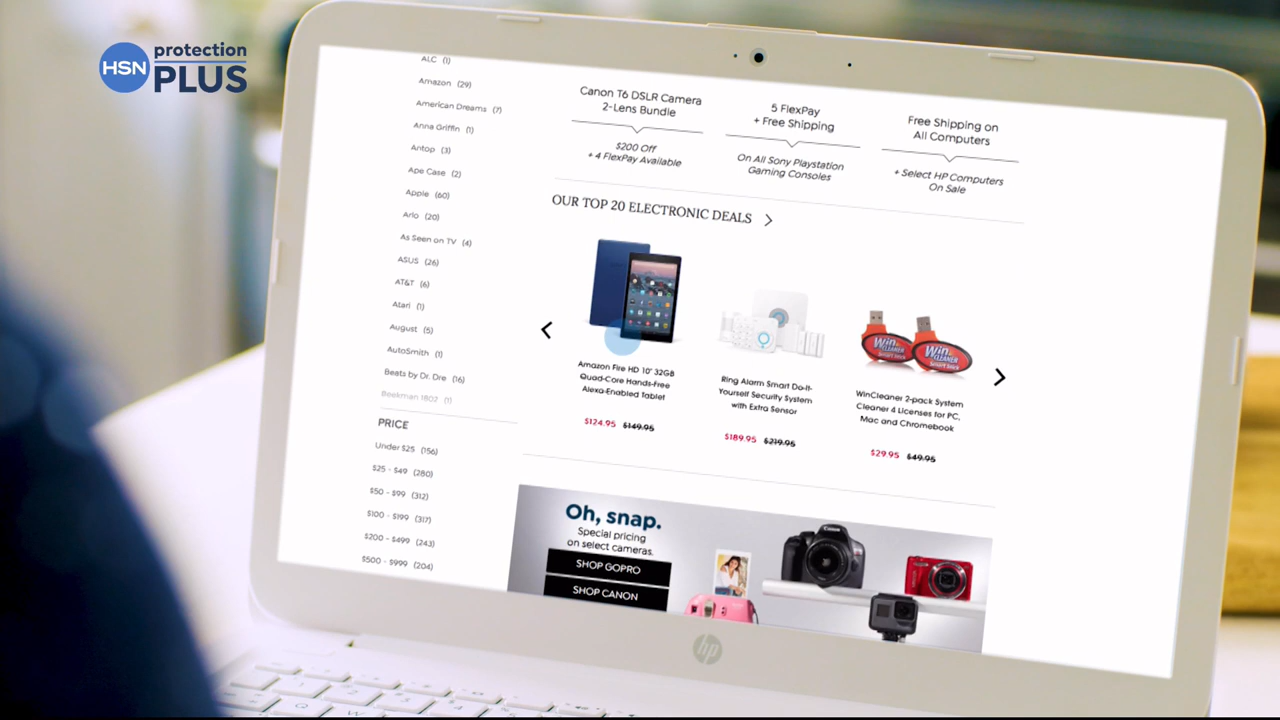 HSN protection
PLUS
ALC (1)
Amazon (29)
American Dreams (7)
Anna Griffin (1)
Antop (3)
Ape Case (2)
Apple (60)
Arlo (20)
As Seen on TV (4)
ASUS (26)
AT&T (6)
Atari (1)
August (5)
AutoSmith (1)
Beats by Dr. Dre (16)
Beekman 1802 (1)
PRICE
Under $25 (156)
$25 - $49 (280)
$50 - $99 (312)
$100 - $199 (317)
$200 - $499 (243)
$500 - $999 (204)
Canon T6 DSLR Camera
2-Lens Bundle
$200 Off
+ 4 FlexPay Available
5 FlexPay
+ Free Shipping
On All Sony Playstation
Gaming Consoles
Free Shipping on
All Computers
+ Select HP Computers
On Sale
OUR TOP 20 ELECTRONIC DEALS
Amazon Fire HD 10" 32GB
Quad-Core Hands-Free
Alexa-Enabled Tablet
$124.95 $149.95
Ring Alarm Smart Do-It-
Yourself Security System
with Extra Sensor
$189.95 $219.95
Win
CLEANER
Win
CLEANER
WinCleaner 2-pack System
Cleaner 4 Licenses for PC,
Mac and Chromebook
$29.95 $49.95
Oh, snap.
Special pricing
on select cameras.
SHOP GOPRO
SHOP CANON
Canon
hp
Q
W